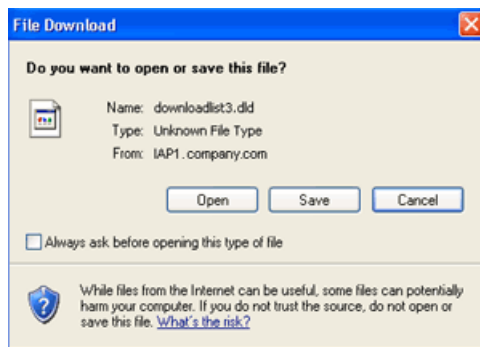 File Download
Do you want to open or save this file?
Name: downloadlist3.dld
Type: Unknown File Type
From: IAP1.company.com
Open Save Cancel
Always ask before opening this type of file
While files from the Internet can be useful, some files can potentially
harm your computer. If you do not trust the source, do not open or
save this file. What's the risk?